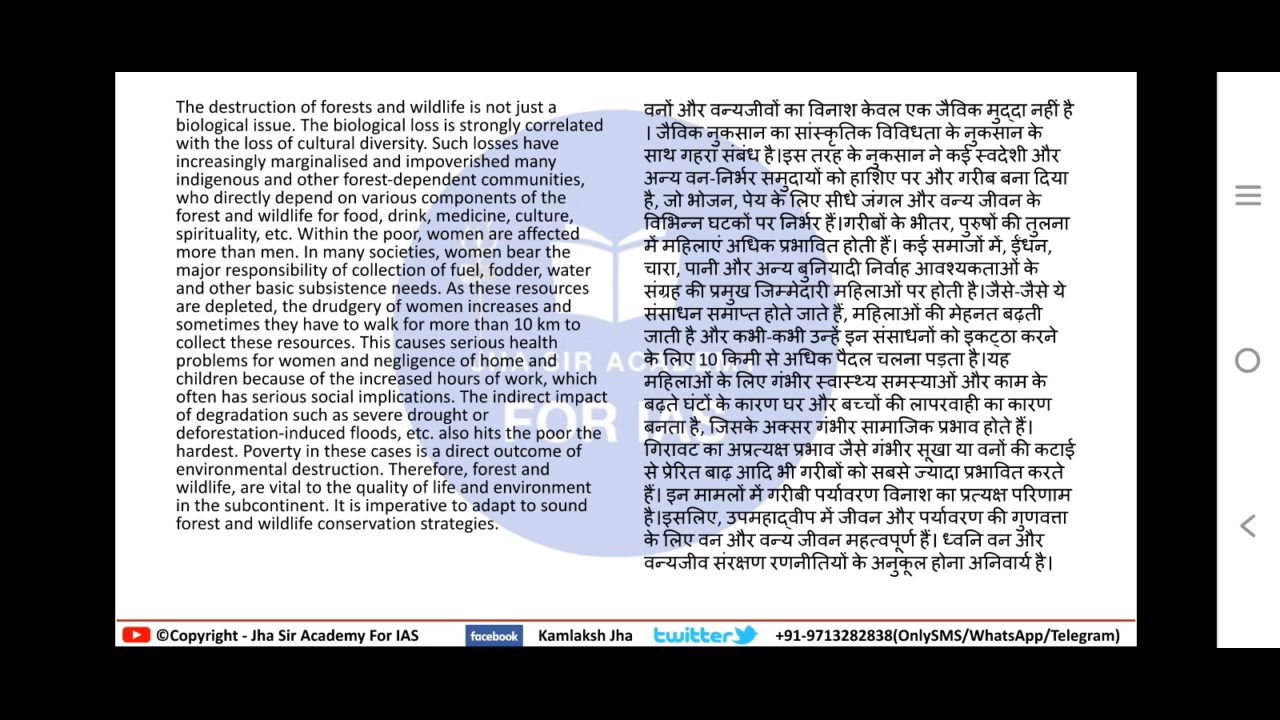 The destruction of forests and wildlife is not just a
biological issue. The biological loss is strongly correlated
with the loss of cultural diversity. Such losses have
increasingly marginalised and impoverished many
indigenous and other forest-dependent communities,
who directly depend on various components of the
forest and wildlife for food, drink, medicine, culture,
spirituality, etc. Within the poor, women are affected
more than men. In many societies, women bear the
major responsibility of collection of fuel, fodder, water
and other basic subsistence needs. As these resources
are depleted, the drudgery of women increases and
sometimes they have to walk for more than 10 km to
collect these resources. This causes serious health
problems for women and negligence of home and
children because of the increased hours of work, which
often has serious social implications. The indirect impact
of degradation such as severe drought or
deforestation-induced floods, etc. also hits the poor the
hardest. Poverty in these cases is a direct outcome of
environmental destruction. Therefore, forest and
wildlife, are vital to the quality of life and environment
in the subcontinent. It is imperative to adapt to sound
forest and wildlife conservation strategies.
वनों और वन्यजीवों का विनाश केवल एक जैविक मुद्दा नहीं है
। जैविक नुकसान का सांस्कृतिक विविधता के नुकसान के
साथ गहरा संबंध है।इस तरह के नुकसान ने कई स्वदेशी और
अन्य वन-निर्भर समुदायों को हाशिए पर और गरीब बना दिया
है, जो भोजन, पेय के लिए सीधे जंगल और वन्य जीवन के
विभिन्न घटकों पर निर्भर हैं।गरीबों के भीतर, पुरुषों की तुलना
में महिलाएं अधिक प्रभावित होती हैं। कई समाजों में, ईंधन,
चारा, पानी और अन्य बुनियादी निर्वाह आवश्यकताओं के
संग्रह की प्रमुख जिम्मेदारी महिलाओं पर होती है।जैसे-जैसे ये
संसाधन समाप्त होते जाते हैं, महिलाओं की मेहनत बढ़ती
जाती है और कभी-कभी उन्हें इन संसाधनों को इकट्ठा करने
के लिए 10 किमी से अधिक पैदल चलना पड़ता है।यह
महिलाओं के लिए गंभीर स्वास्थ्य समस्याओं और काम के
बढ़ते घंटों के कारण घर और बच्चों की लापरवाही का कारण
बनता है, जिसके अक्सर गंभीर सामाजिक प्रभाव होते हैं।
गिरावट का अप्रत्यक्ष प्रभाव जैसे गंभीर सूखा या वनों की कटाई
से प्रेरित बाढ़ आदि भी गरीबों को सबसे ज्यादा प्रभावित करते
हैं। इन मामलों में गरीबी पर्यावरण विनाश का प्रत्यक्ष परिणाम
है।इसलिए, उपमहाद्वीप में जीवन और पर्यावरण की गुणवत्ता
के लिए वन और वन्य जीवन महत्वपूर्ण हैं। ध्वनि वन और
वन्यजीव संरक्षण रणनीतियों के अनुकूल होना अनिवार्य है।
JHA SIR ACADEMY
FOR IAS
©Copyright - Jha Sir Academy For IAS facebook Kamlaksh Jha twitter +91-9713282838(OnlySMS/WhatsApp/Telegram)